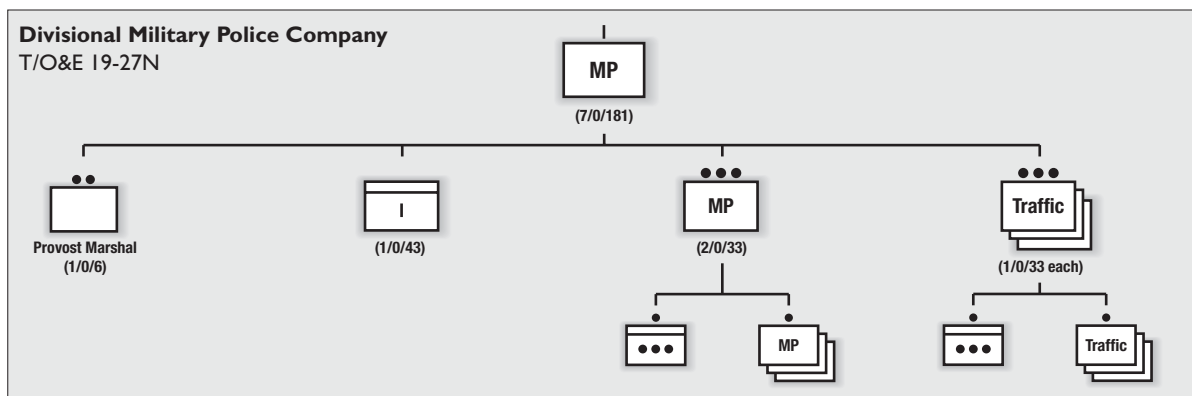 Divisional Military Police Company
T/O&E 19-27N
MP
(7/0/181)
Provost Marshal
(1/0/6)
I
(1/0/43)
MP
(2/0/33)
Traffic
(1/0/33 each)
MP
Traffic